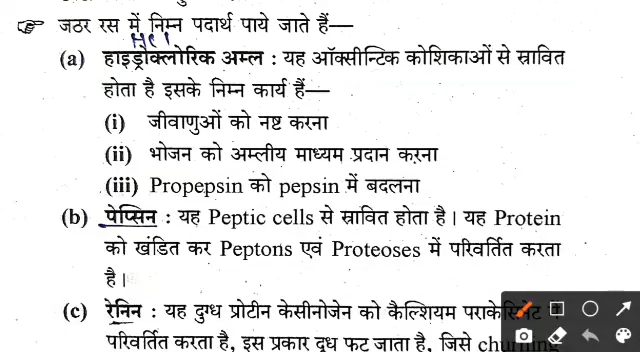 जठर रस में निम्न पदार्थ पाये जाते हैं—
HCl
(a) हाइड्रोक्लोरिक अम्ल : यह ऑक्सीन्टिक कोशिकाओं से स्रावित
होता है इसके निम्न कार्य हैं—
(i) जीवाणुओं को नष्ट करना
(ii) भोजन को अम्लीय माध्यम प्रदान करना
(iii) Propepsin को pepsin में बदलना
(b) पेप्सिन : यह Peptic cells से स्रावित होता है। यह Protein
को खंडित कर Peptons एवं Proteoses में परिवर्तित करता
है।
(c) रेनिन : यह दुग्ध प्रोटीन केसीनोजेन को कैल्शियम
परिवर्तित करता है, इस प्रकार दूध फट जाता है, जिसे churning